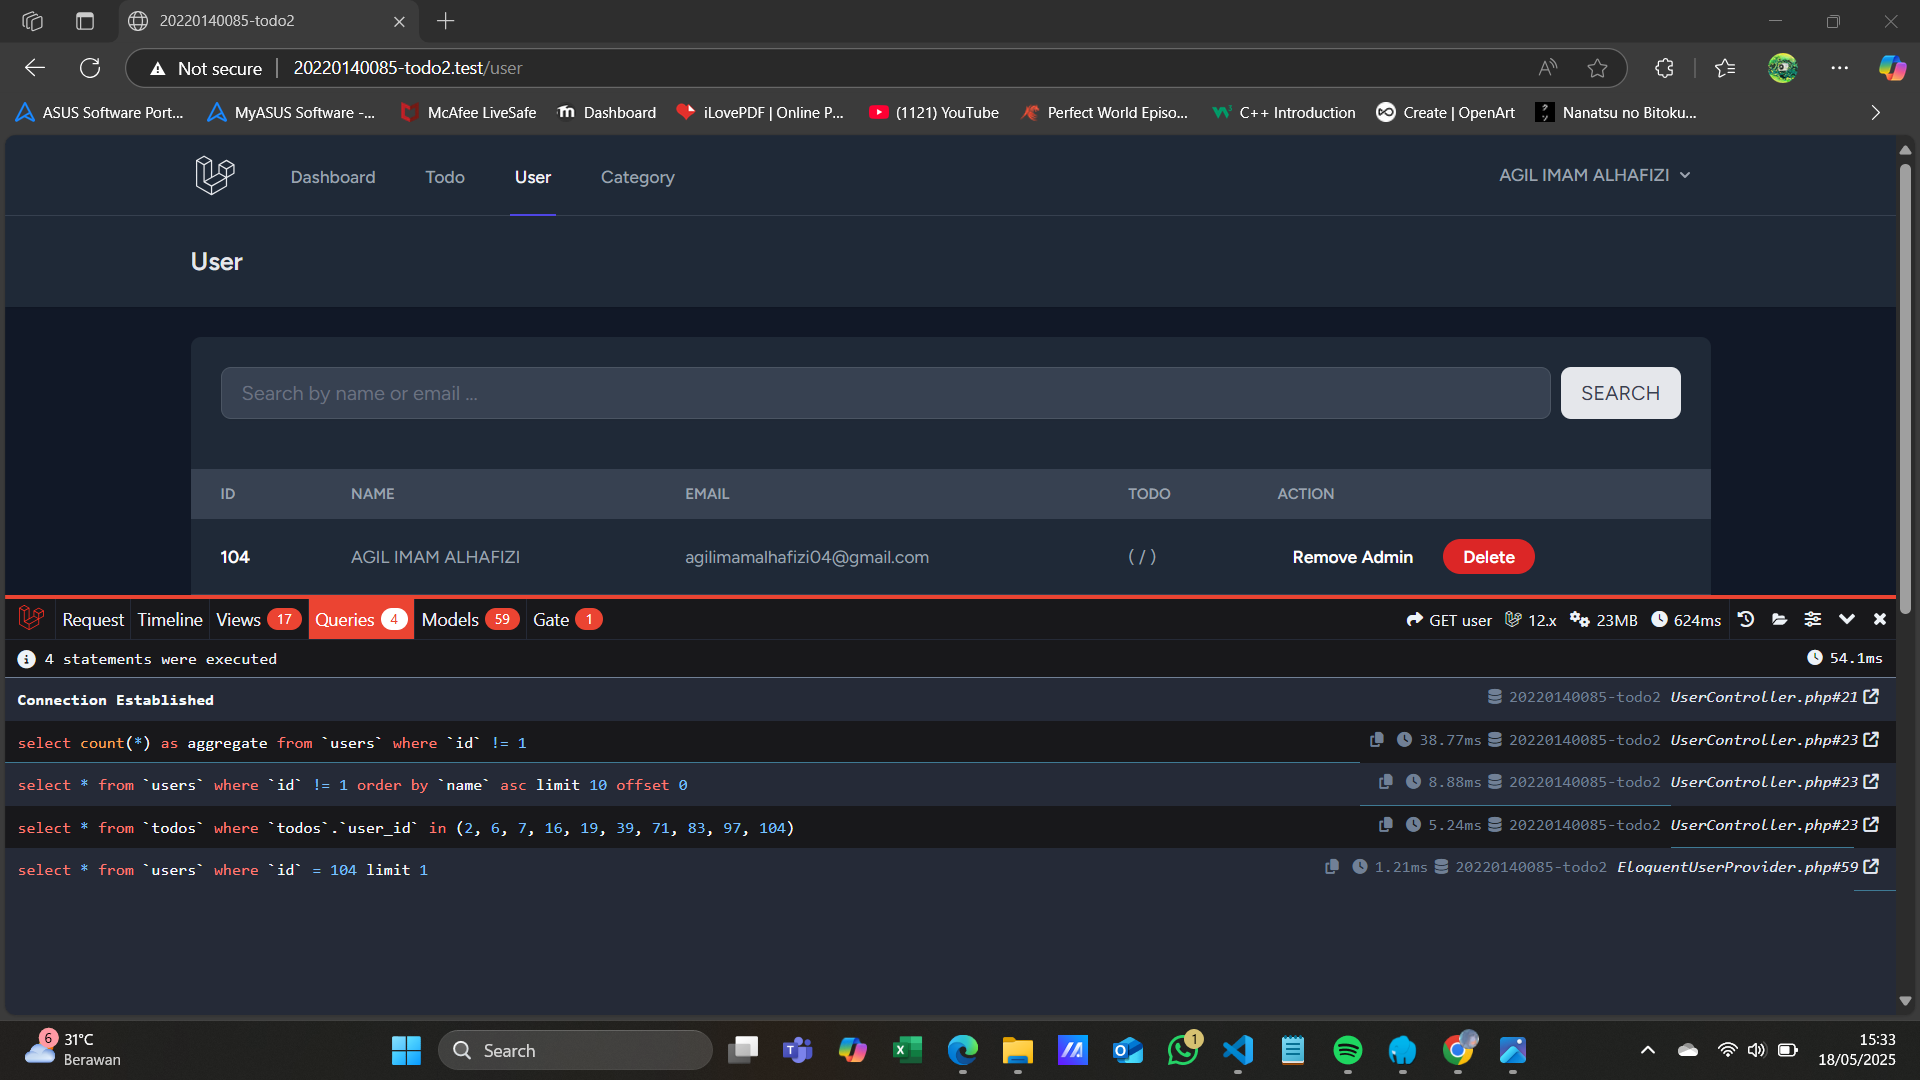 20220140085-todo2
Not secure
20220140085-todo2.test/user
ASUS Software Port...
MyASUS Software -...
McAfee LiveSafe
Dashboard
iLovePDF | Online P...
(1121) YouTube
Perfect World Episo...
C++ Introduction
Create | OpenArt
Nanatsu no Bitoku...
Dashboard
Todo
User
Category
AGIL IMAM ALHAFIZI
User
Search by name or email ...
SEARCH
ID NAME EMAIL TODO ACTION
104 AGIL IMAM ALHAFIZI agilimamalhafizi04@gmail.com ( / ) Remove Admin Delete
Request Timeline Views 17 Queries 4 Models 59 Gate 1 GET user 12.x 23MB 624ms
4 statements were executed 54.1ms
Connection Established 20220140085-todo2 UserController.php#21
select count(*) as aggregate from `users` where `id` != 1 38.77ms 20220140085-todo2 UserController.php#23
select * from `users` where `id` != 1 order by `name` asc limit 10 offset 0 8.88ms 20220140085-todo2 UserController.php#23
select * from `todos` where `todos`.`user_id` in (2, 6, 7, 16, 19, 39, 71, 83, 97, 104) 5.24ms 20220140085-todo2 UserController.php#23
select * from `users` where `id` = 104 limit 1 1.21ms 20220140085-todo2 EloquentUserProvider.php#59
6
31°C
Berawan
Search
1
15:33
18/05/2025